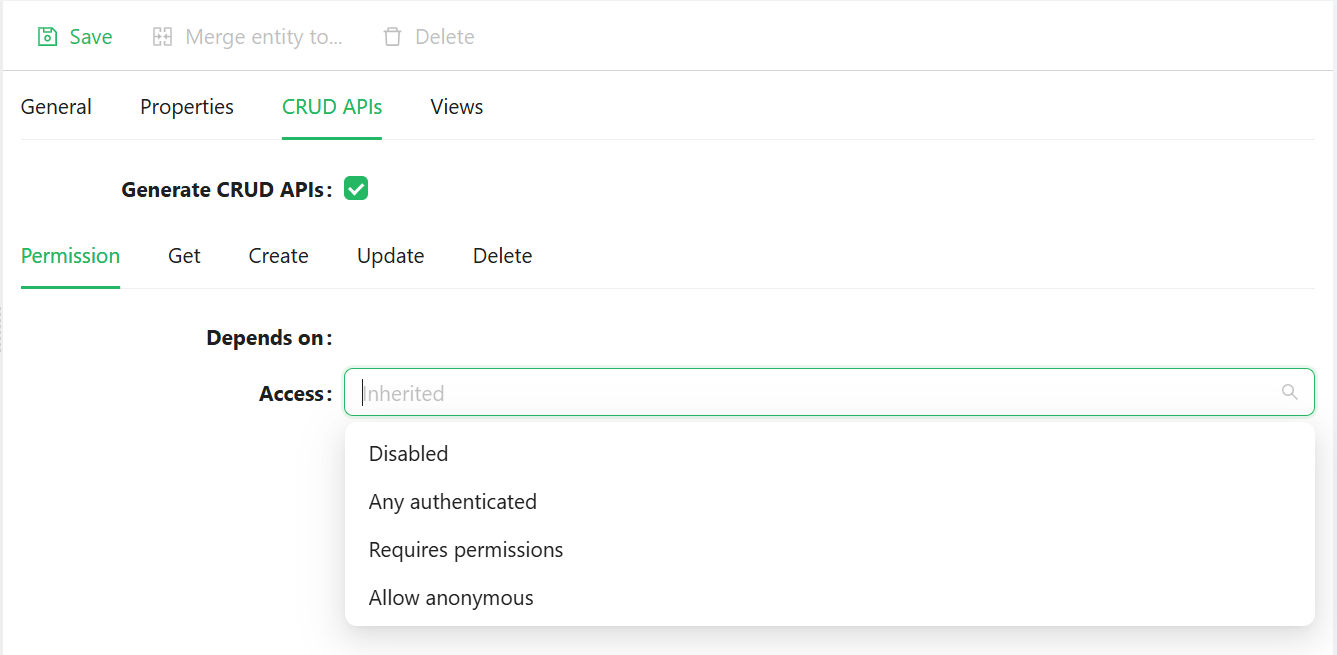 Save Merge entity to... Delete
General Properties CRUD APIs Views
Generate CRUD APIs:
Permission Get Create Update Delete
Depends on:
Access: Inherited
Disabled
Any authenticated
Requires permissions
Allow anonymous